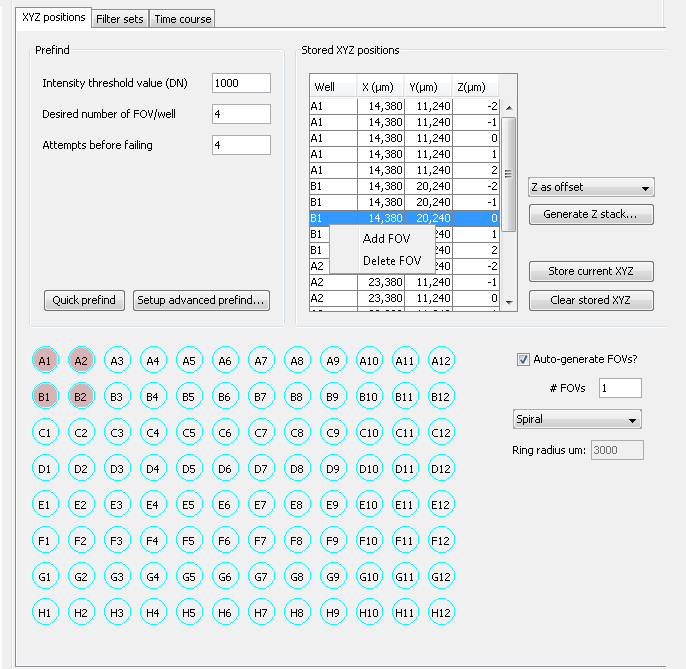 XYZ positions Filter sets Time course
Prefind
Intensity threshold value (DN) 1000
Desired number of FOV/well 4
Attempts before failing 4
Quick prefind Setup advanced prefind...
Stored XYZ positions
Well X (µm) Y(µm) Z(µm)
A1 14,380 11,240 -2
A1 14,380 11,240 -1
A1 14,380 11,240 0
A1 14,380 11,240 1
A1 14,380 11,240 2
B1 14,380 20,240 -2
B1 14,380 20,240 -1
B1 14,380 20,240 0
B1 240 1
B1 240 2
A2 240 -2
A2 23,380 11,240 -1
A2 23,380 11,240 0
Add FOV
Delete FOV
Z as offset
Generate Z stack...
Store current XYZ
Clear stored XYZ
A1 A2 A3 A4 A5 A6 A7 A8 A9 A10 A11 A12
B1 B2 B3 B4 B5 B6 B7 B8 B9 B10 B11 B12
C1 C2 C3 C4 C5 C6 C7 C8 C9 C10 C11 C12
D1 D2 D3 D4 D5 D6 D7 D8 D9 D10 D11 D12
E1 E2 E3 E4 E5 E6 E7 E8 E9 E10 E11 E12
F1 F2 F3 F4 F5 F6 F7 F8 F9 F10 F11 F12
G1 G2 G3 G4 G5 G6 G7 G8 G9 G10 G11 G12
H1 H2 H3 H4 H5 H6 H7 H8 H9 H10 H11 H12
Auto-generate FOVs?
# FOVs 1
Spiral
Ring radius um: 3000